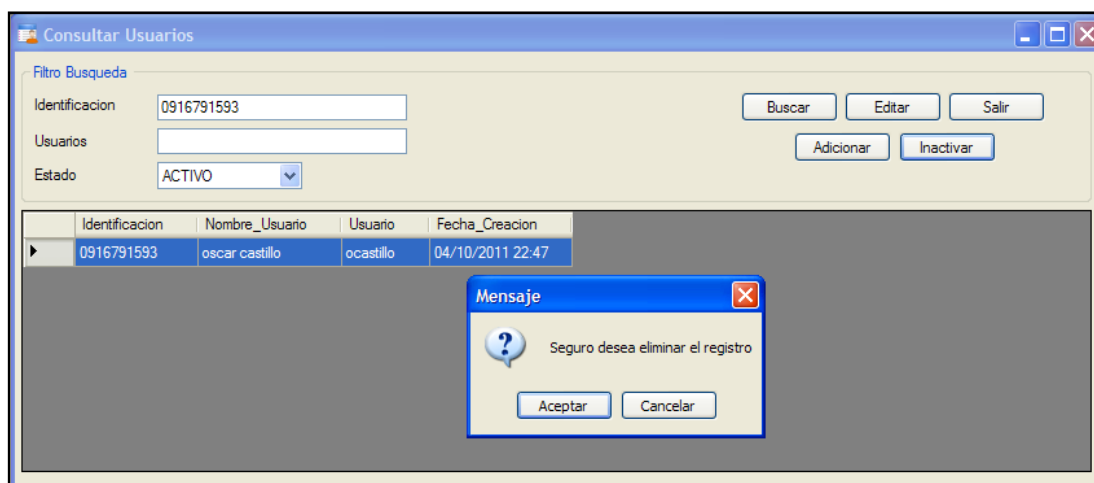 Consultar Usuarios
Filtro Busqueda
Identificacion 0916791593 Buscar Editar Salir
Usuarios Adicionar Inactivar
Estado ACTIVO
Identificacion Nombre_Usuario Usuario Fecha_Creacion
0916791593 oscar castillo ocastillo 04/10/2011 22:47
Mensaje
Seguro desea eliminar el registro
Aceptar Cancelar